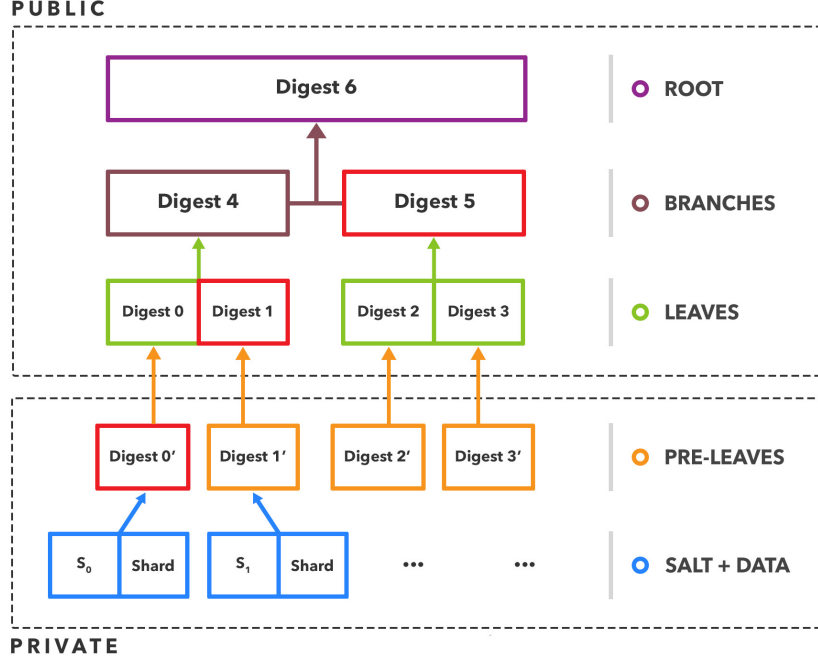 PUBLIC
Digest 6
ROOT
Digest 4
Digest 5
BRANCHES
Digest 0
Digest 1
Digest 2
Digest 3
LEAVES
Digest 0′
Digest 1′
Digest 2′
Digest 3′
PRE-LEAVES
S₀
Shard
S₁
Shard
...
...
SALT + DATA
PRIVATE